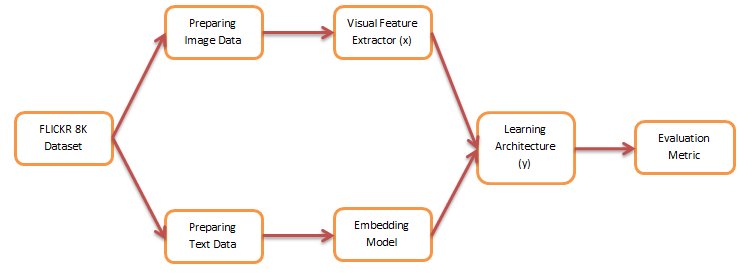 Preparing
Image Data
Visual Feature
Extractor (x)
FLICKR 8K
Dataset
Learning
Architecture
(y)
Evaluation
Metric
Preparing
Text Data
Embedding
Model